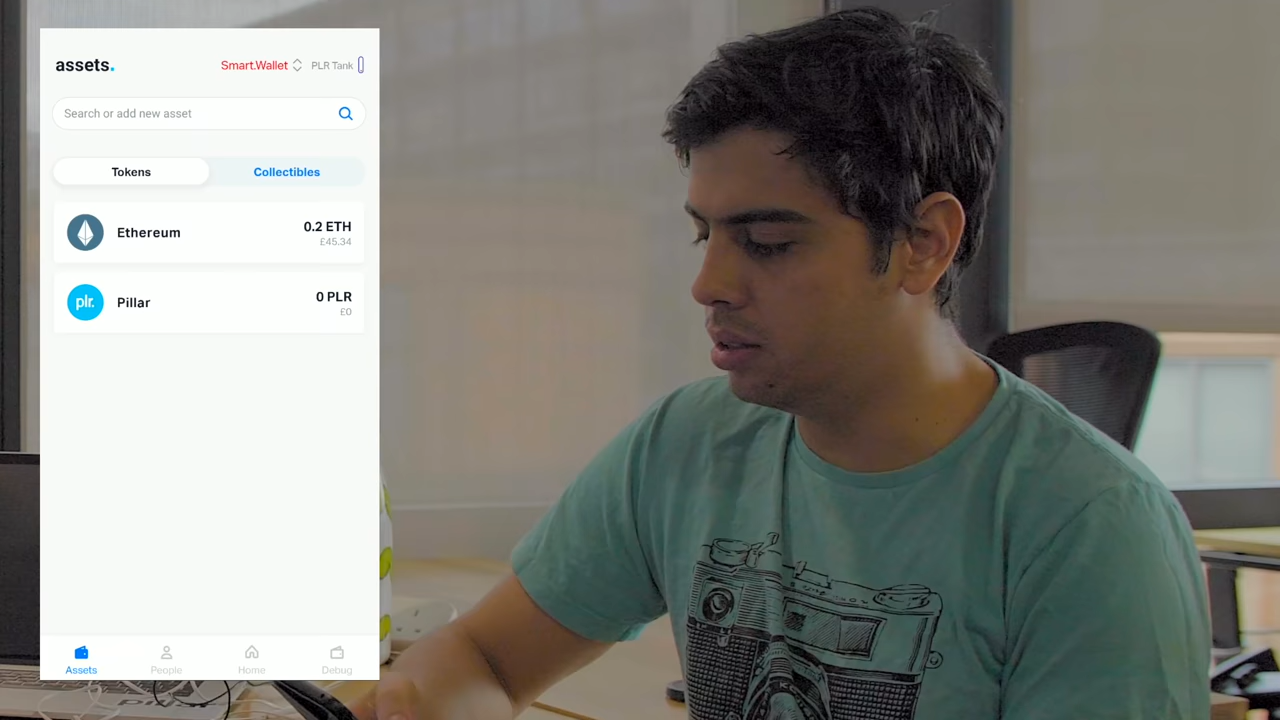 assets. Smart.Wallet PLR Tank
Search or add new asset
Tokens Collectibles
Ethereum 0.2 ETH
£45.34
plr. Pillar 0 PLR
£0
Assets People Home Debug